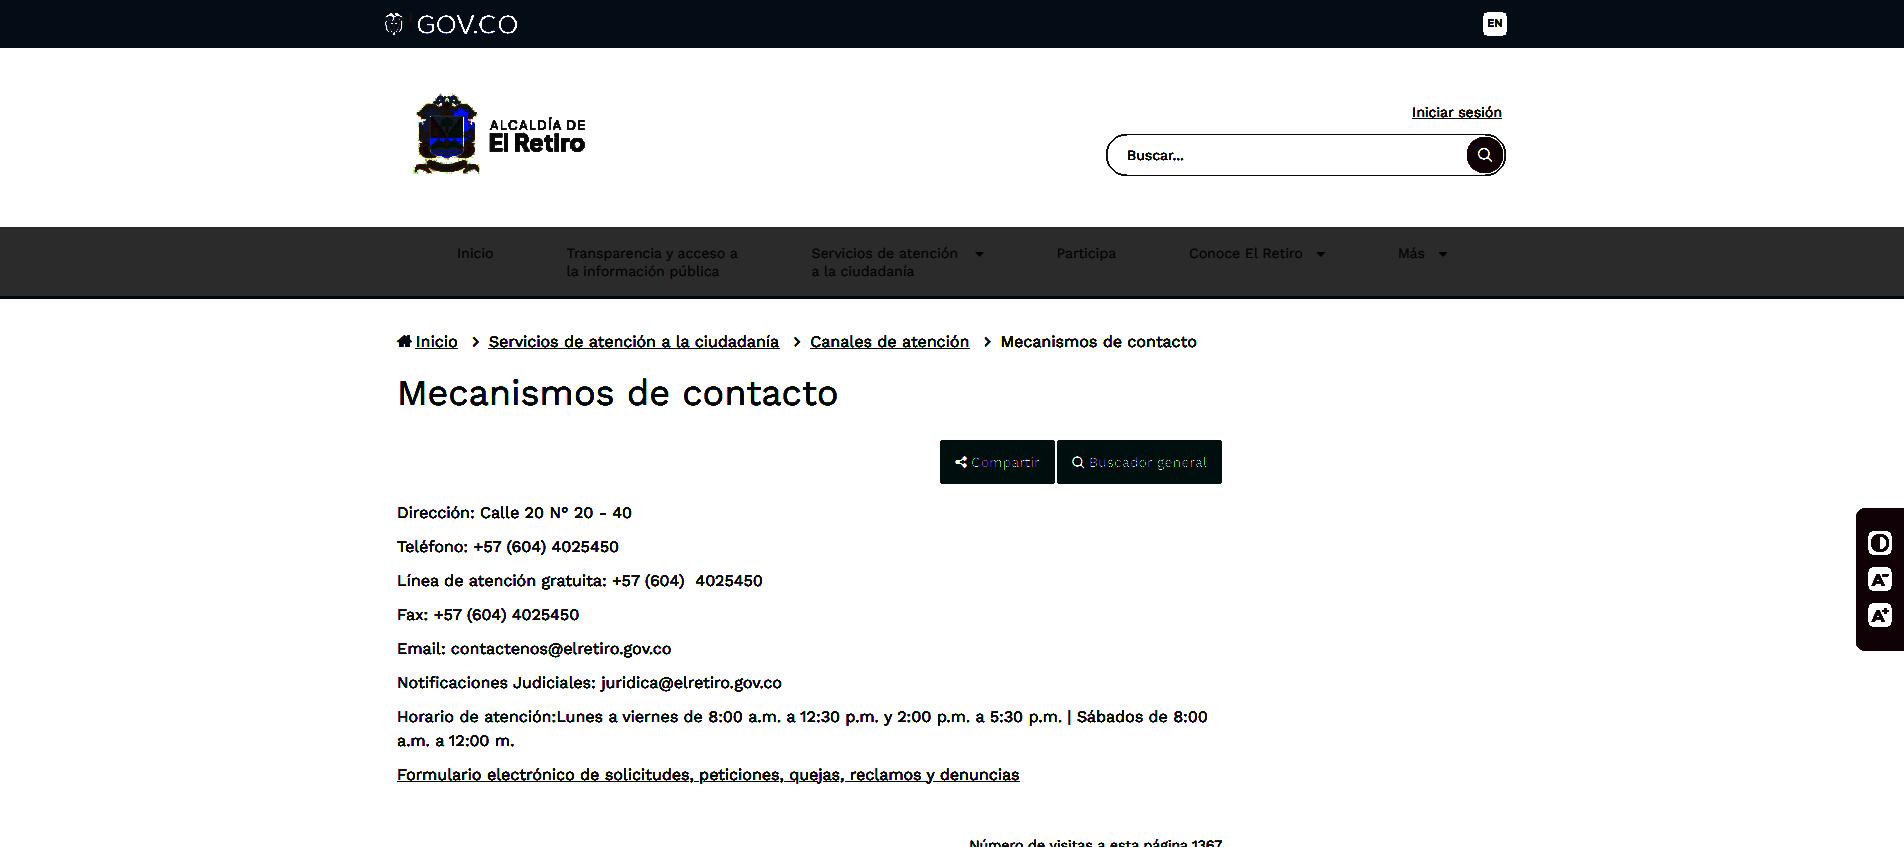 GOV.CO
EN
ALCALDÍA DE
El Retiro
Iniciar sesión
Buscar...
Inicio
Transparencia y acceso a
la información pública
Servicios de atención
a la ciudadanía
Participa
Conoce El Retiro
Más
Inicio > Servicios de atención a la ciudadanía > Canales de atención > Mecanismos de contacto
Mecanismos de contacto
Compartir
Buscador general
Dirección: Calle 20 N° 20 - 40
Teléfono: +57 (604) 4025450
Línea de atención gratuita: +57 (604)  4025450
Fax: +57 (604) 4025450
Email: contactenos@elretiro.gov.co
Notificaciones Judiciales: juridica@elretiro.gov.co
Horario de atención:Lunes a viernes de 8:00 a.m. a 12:30 p.m. y 2:00 p.m. a 5:30 p.m. | Sábados de 8:00
a.m. a 12:00 m.
Formulario electrónico de solicitudes, peticiones, quejas, reclamos y denuncias
A-
A+
Número de visitas a esta página 1367